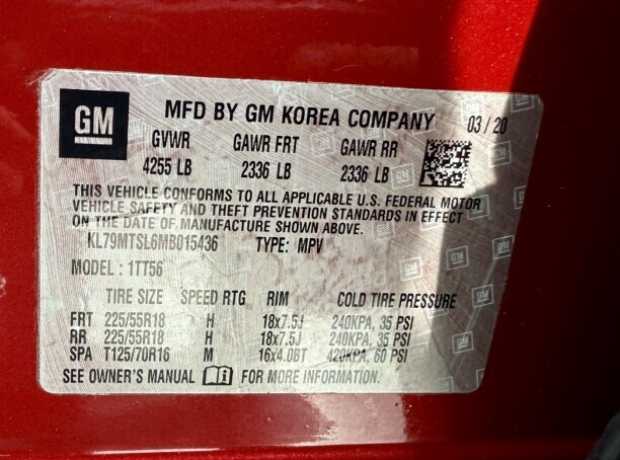 GM
MFD BY GM KOREA COMPANY 03/20
GVWR GAWR FRT GAWR RR
4255 LB 2336 LB 2336 LB
THIS VEHICLE CONFORMS TO ALL APPLICABLE U.S. FEDERAL MOTOR
VEHICLE SAFETY AND THEFT PREVENTION STANDARDS IN EFFECT
ON THE DATE OF MANUFACTURE SHOWN ABOVE.
KL79MTSL6MB015436 TYPE: MPV
MODEL : 1TT56
TIRE SIZE SPEED RTG RIM COLD TIRE PRESSURE
FRT 225/55R18 H 18x7.5J 240KPA, 35 PSI
RR 225/55R18 H 18x7.5J 240KPA, 35 PSI
SPA T125/70R16 M 16x4.0BT 420KPA, 60 PSI
SEE OWNER'S MANUAL FOR MORE INFORMATION.